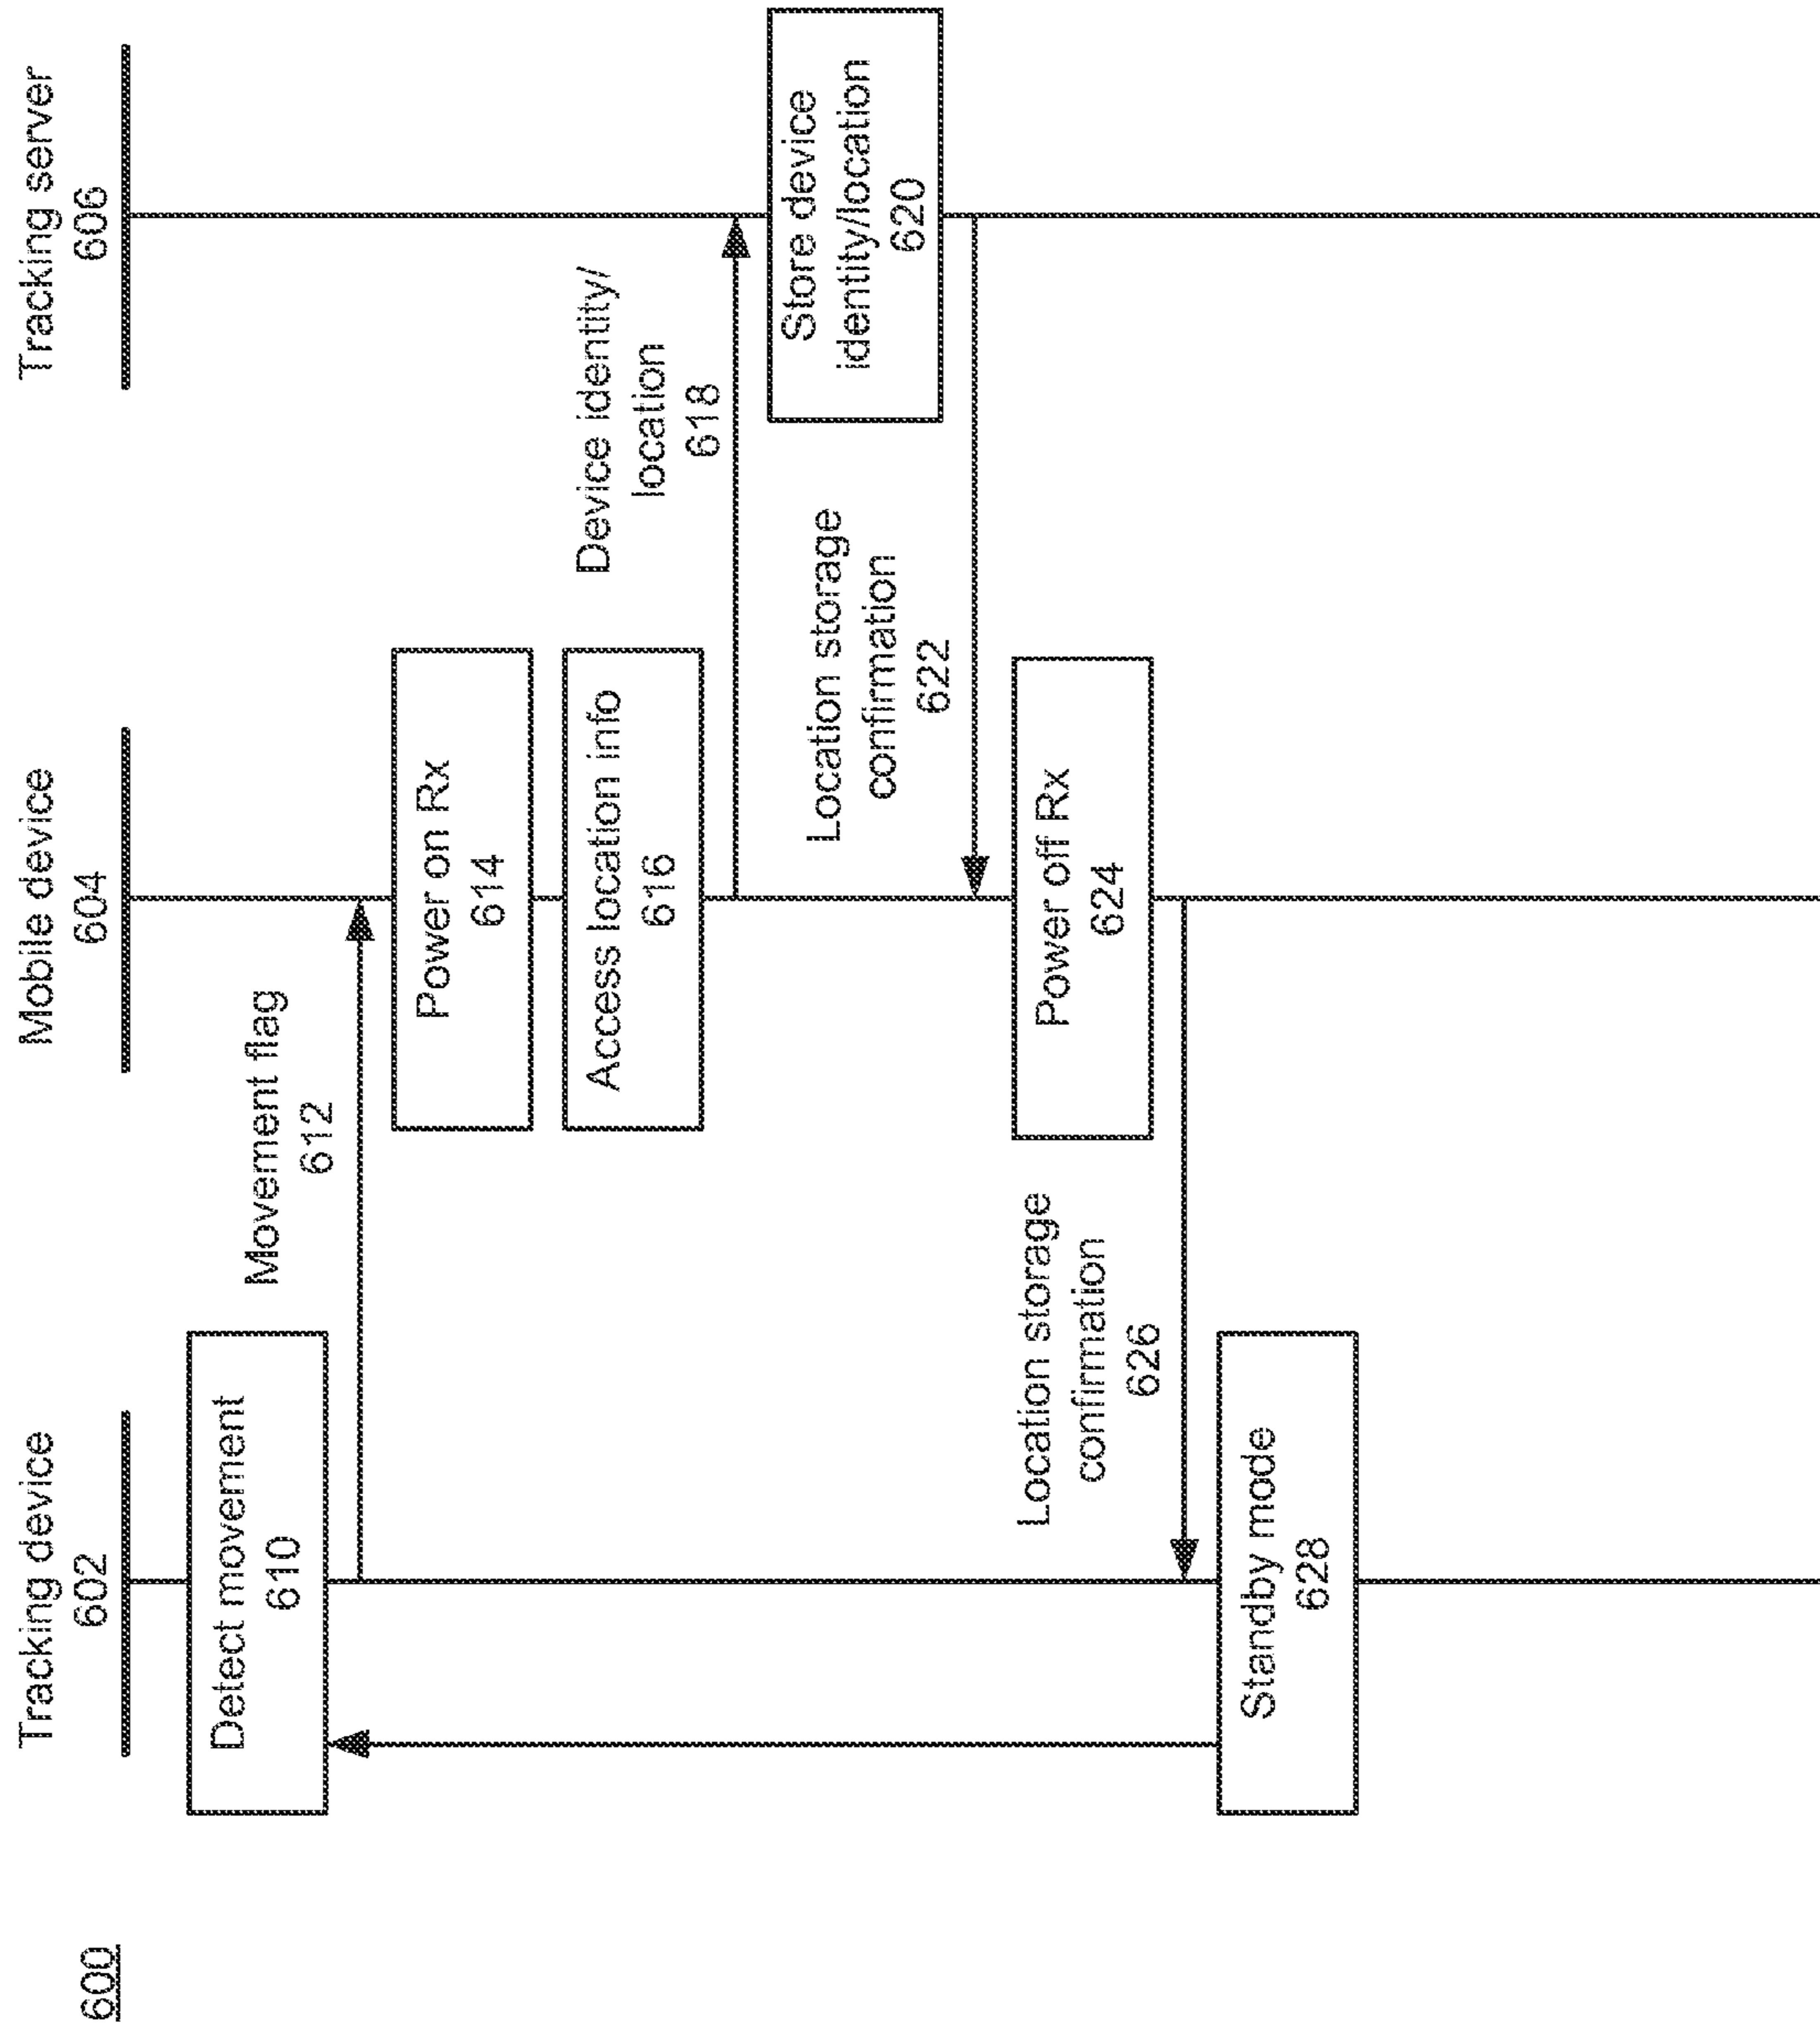 600
Tracking device
602
Mobile device
604
Tracking server
606
Detect movement
610
Movement flag
612
Power on Rx
614
Access location info
616
Device identity/
location
618
Store device
identity/location
620
Location storage
confirmation
622
Power off Rx
624
Location storage
confirmation
626
Standby mode
628